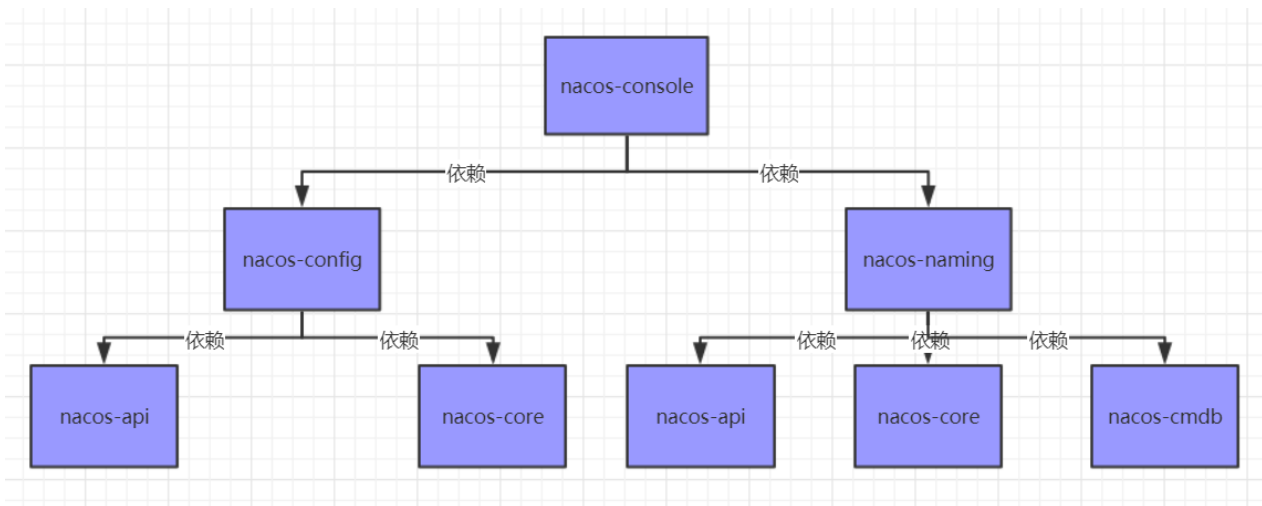 nacos-console
依赖
依赖
nacos-config
nacos-naming
依赖
依赖
依赖
依赖
依赖
nacos-api
nacos-core
nacos-api
nacos-core
nacos-cmdb